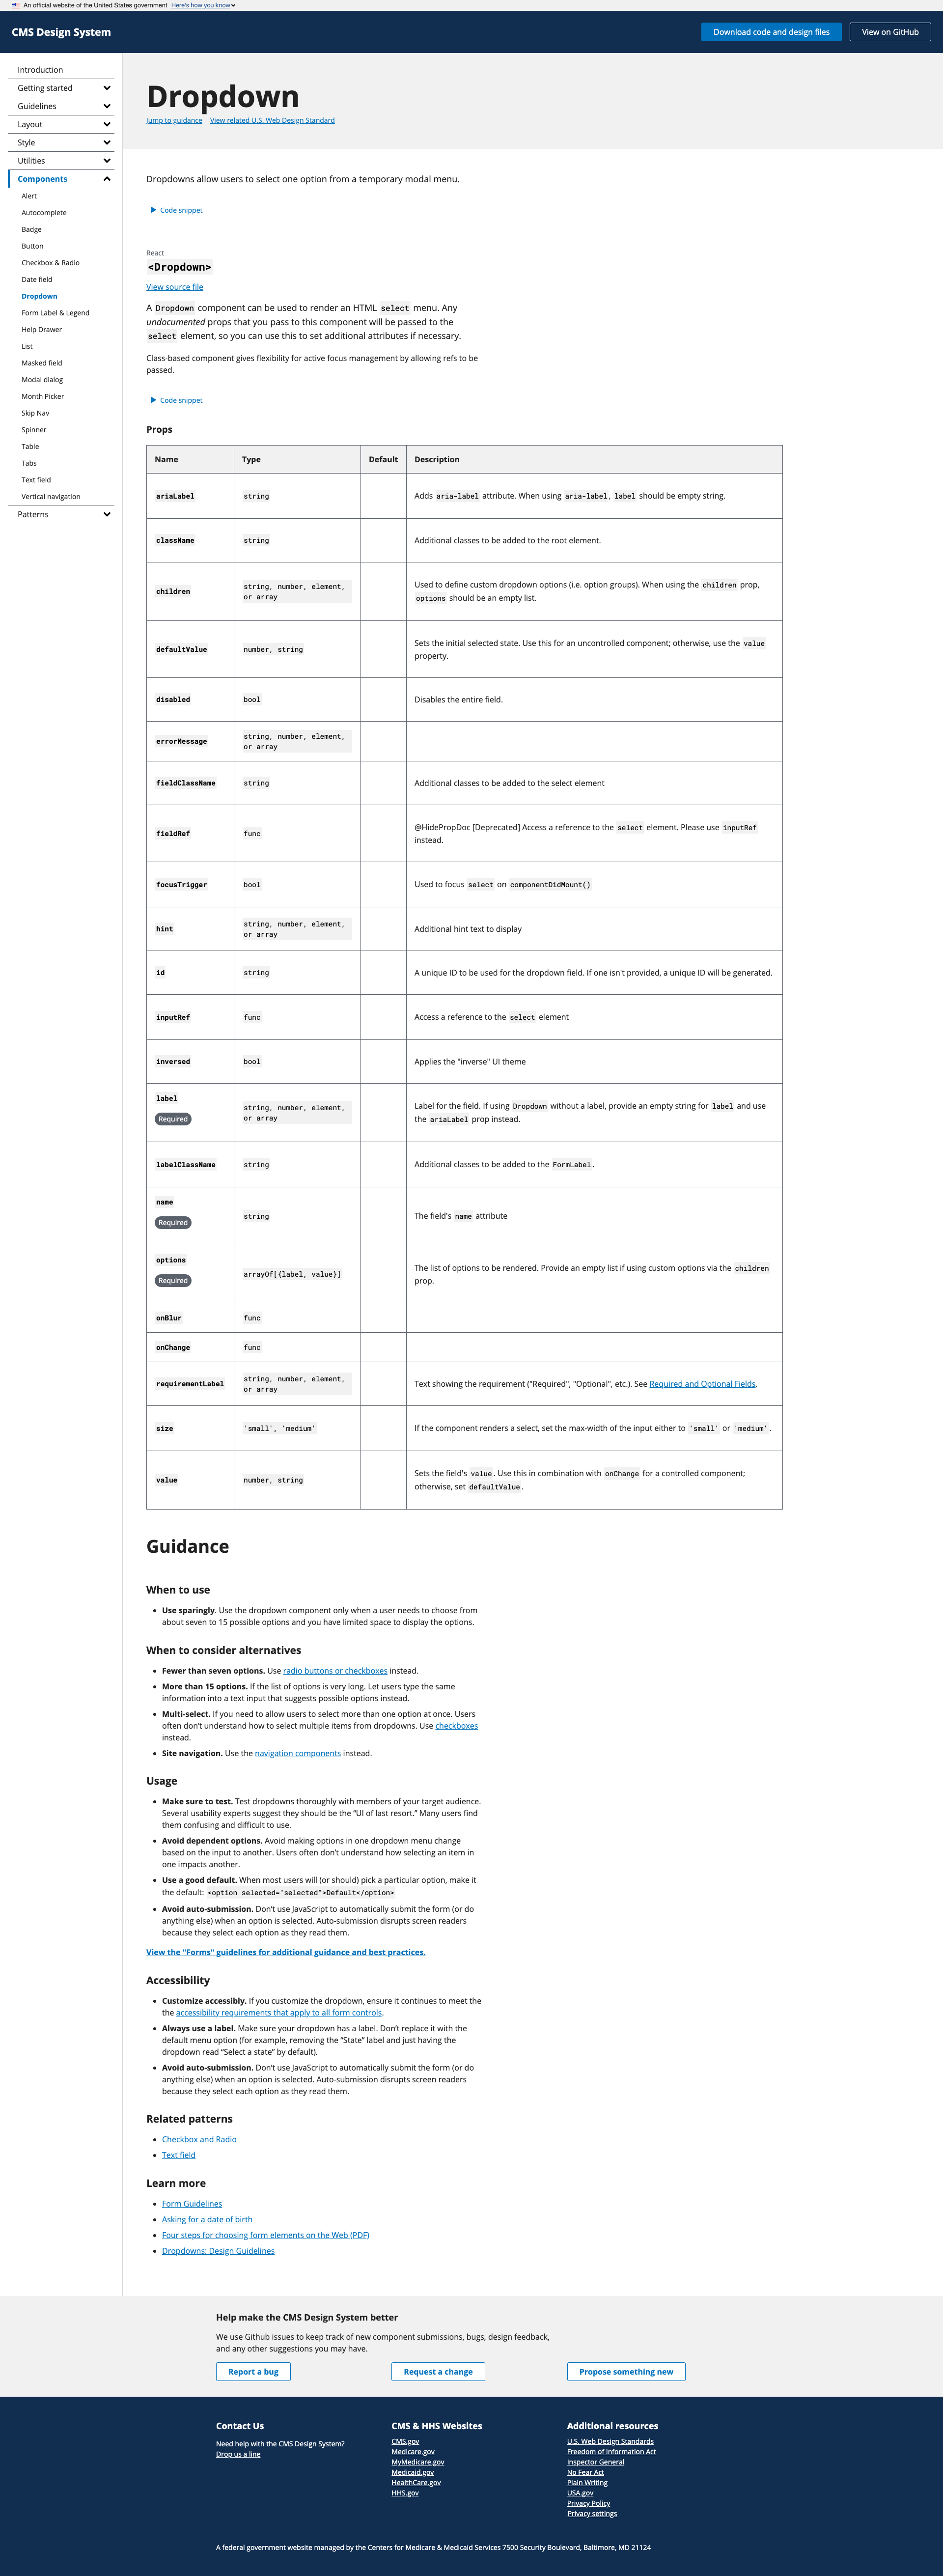 An official website of the United States government Here's how you know
CMS Design System
Download code and design files
View on GitHub
Introduction
Getting started
Guidelines
Layout
Style
Utilities
Components
Alert
Autocomplete
Badge
Button
Checkbox & Radio
Date field
Dropdown
Form Label & Legend
Help Drawer
List
Masked field
Modal dialog
Month Picker
Skip Nav
Spinner
Table
Tabs
Text field
Vertical navigation
Patterns
Dropdown
Jump to guidance View related U.S. Web Design Standard
Dropdowns allow users to select one option from a temporary modal menu.
Code snippet
React
<Dropdown>
View source file
A Dropdown component can be used to render an HTML select menu. Any
undocumented props that you pass to this component will be passed to the
select element, so you can use this to set additional attributes if necessary.
Class-based component gives flexibility for active focus management by allowing refs to be
passed.
Code snippet
Props
Name Type Default Description
ariaLabel string Adds aria-label attribute. When using aria-label, label should be empty string.
className string Additional classes to be added to the root element.
children string, number, element, or array Used to define custom dropdown options (i.e. option groups). When using the children prop,
options should be an empty list.
defaultValue number, string Sets the initial selected state. Use this for an uncontrolled component; otherwise, use the value
property.
disabled bool Disables the entire field.
errorMessage string, number, element,
or array
fieldClassName string Additional classes to be added to the select element
fieldRef func @HidePropDoc [Deprecated] Access a reference to the select element. Please use inputRef
instead.
focusTrigger bool Used to focus select on componentDidMount()
hint string, number, element, or array Additional hint text to display
id string A unique ID to be used for the dropdown field. If one isn't provided, a unique ID will be generated.
inputRef func Access a reference to the select element
inversed bool Applies the "inverse" UI theme
label Required string, number, element, or array Label for the field. If using Dropdown without a label, provide an empty string for label and use
the ariaLabel prop instead.
labelClassName string Additional classes to be added to the FormLabel.
name Required string The field's name attribute
options Required arrayOf[{label, value}] The list of options to be rendered. Provide an empty list if using custom options via the children
prop.
onBlur func
onChange func
requirementLabel string, number, element, or array Text showing the requirement ("Required", "Optional", etc.). See Required and Optional Fields.
size 'small', 'medium' If the component renders a select, set the max-width of the input either to 'small' or 'medium'.
value number, string Sets the field's value. Use this in combination with onChange for a controlled component;
otherwise, set defaultValue.
Guidance
When to use
Use sparingly. Use the dropdown component only when a user needs to choose from
about seven to 15 possible options and you have limited space to display the options.
When to consider alternatives
Fewer than seven options. Use radio buttons or checkboxes instead.
More than 15 options. If the list of options is very long. Let users type the same
information into a text input that suggests possible options instead.
Multi-select. If you need to allow users to select more than one option at once. Users
often don't understand how to select multiple items from dropdowns. Use checkboxes
instead.
Site navigation. Use the navigation components instead.
Usage
Make sure to test. Test dropdowns thoroughly with members of your target audience.
Several usability experts suggest they should be the “UI of last resort.” Many users find
them confusing and difficult to use.
Avoid dependent options. Avoid making options in one dropdown menu change
based on the input to another. Users often don’t understand how selecting an item in
one impacts another.
Use a good default. When most users will (or should) pick a particular option, make it
the default: <option selected="selected">Default</option>
Avoid auto-submission. Don’t use JavaScript to automatically submit the form (or do
anything else) when an option is selected. Auto-submission disrupts screen readers
because they select each option as they read them.
View the "Forms" guidelines for additional guidance and best practices.
Accessibility
Customize accessibly. If you customize the dropdown, ensure it continues to meet the
the accessibility requirements that apply to all form controls.
Always use a label. Make sure your dropdown has a label. Don’t replace it with the
default menu option (for example, removing the “State” label and just having the
dropdown read “Select a state” by default).
Avoid auto-submission. Don’t use JavaScript to automatically submit the form (or do
anything else) when an option is selected. Auto-submission disrupts screen readers
because they select each option as they read them.
Related patterns
Checkbox and Radio
Text field
Learn more
Form Guidelines
Asking for a date of birth
Four steps for choosing form elements on the Web (PDF)
Dropdowns: Design Guidelines
Help make the CMS Design System better
We use Github issues to keep track of new component submissions, bugs, design feedback,
and any other suggestions you may have.
Report a bug
Request a change
Propose something new
Contact Us
Need help with the CMS Design System?
Drop us a line
CMS & HHS Websites
CMS.gov
Medicare.gov
MyMedicare.gov
Medicaid.gov
HealthCare.gov
HHS.gov
Additional resources
U.S. Web Design Standards
Freedom of Information Act
Inspector General
No Fear Act
Plain Writing
USA.gov
Privacy Policy
Privacy settings
A federal government website managed by the Centers for Medicare & Medicaid Services 7500 Security Boulevard, Baltimore, MD 21124